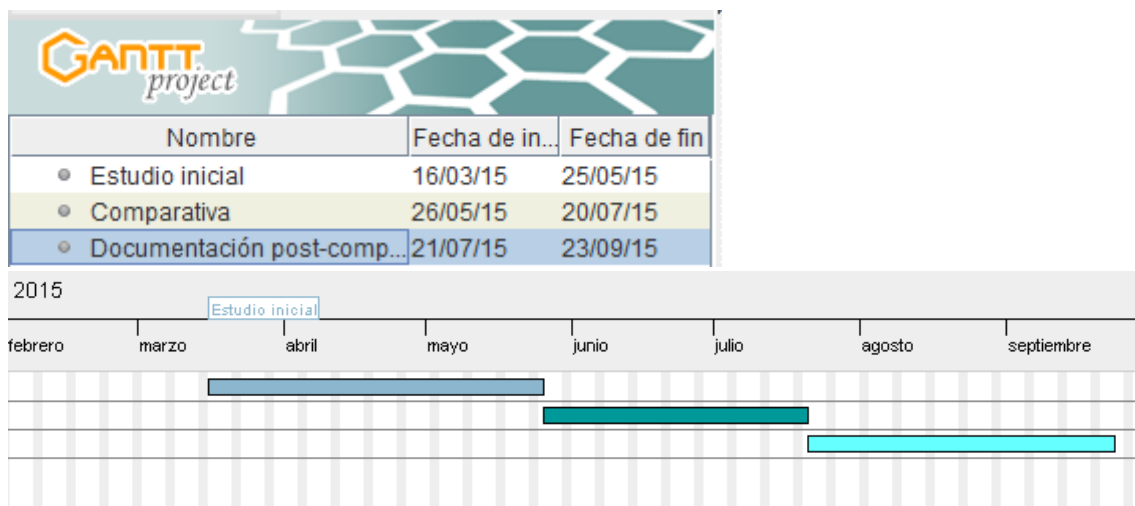 GANTT
project
Nombre Fecha de in... Fecha de fin
Estudio inicial 16/03/15 25/05/15
Comparativa 26/05/15 20/07/15
Documentación post-comp... 21/07/15 23/09/15
2015
Estudio inicial
febrero marzo abril mayo junio julio agosto septiembre